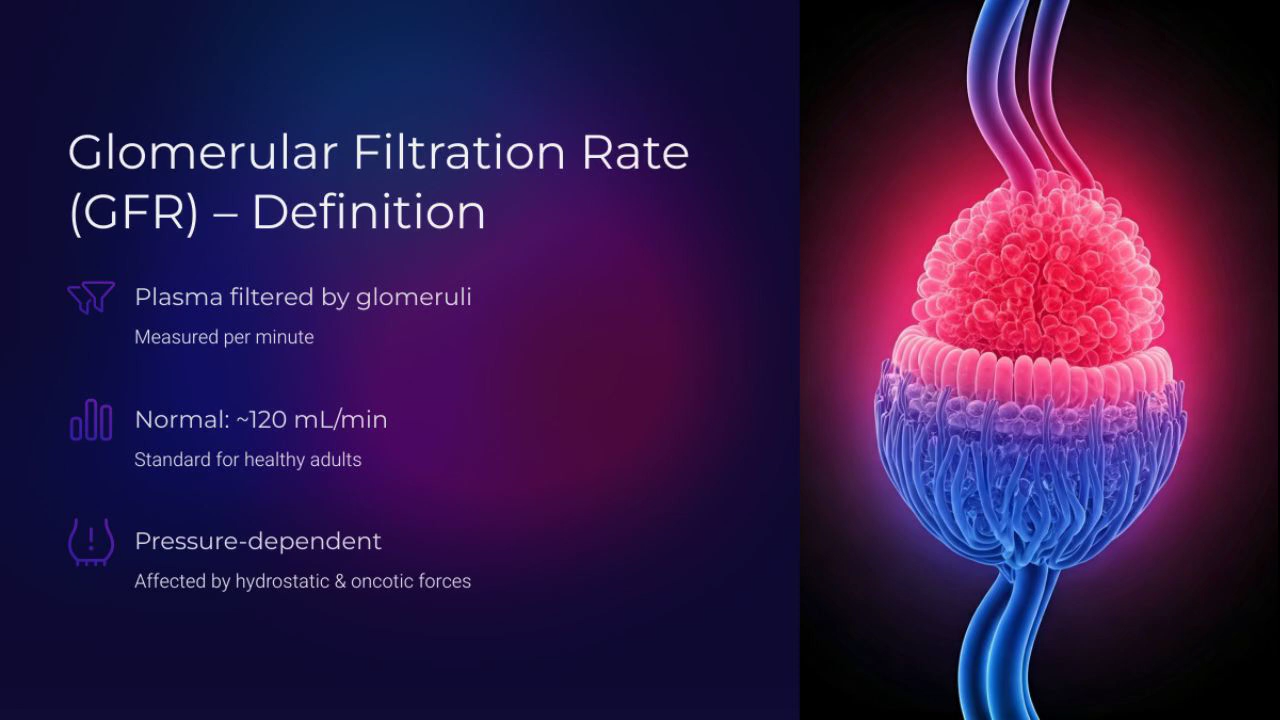 Glomerular Filtration Rate
(GFR) – Definition
Plasma filtered by glomeruli
Measured per minute
Normal: ~120 mL/min
Standard for healthy adults
Pressure-dependent
Affected by hydrostatic & oncotic forces